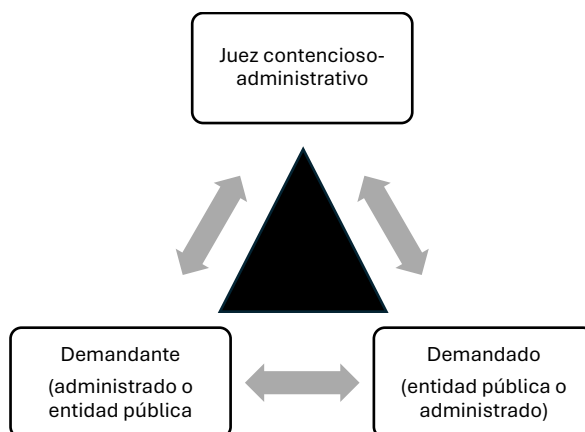 Juez contencioso-
administrativo
Demandante
(administrado o
entidad pública
Demandado
(entidad pública o
administrado)